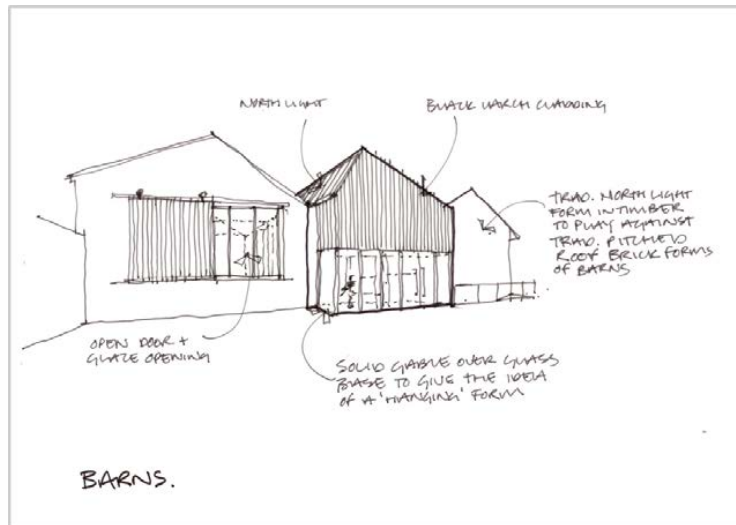 NORTH LIGHT
BLACK LARCH CLADDING
TRAD. NORTH LIGHT
FORM IN TIMBER
TO PLAY AGAINST
TRAD. PITCHED
ROOF BRICK FORMS
OF BARNS
OPEN DOOR +
GLAZE OPENING
SOLID GABLE OVER GLASS
BASE TO GIVE THE IDEA
OF A 'HANGING' FORM
BARNS.